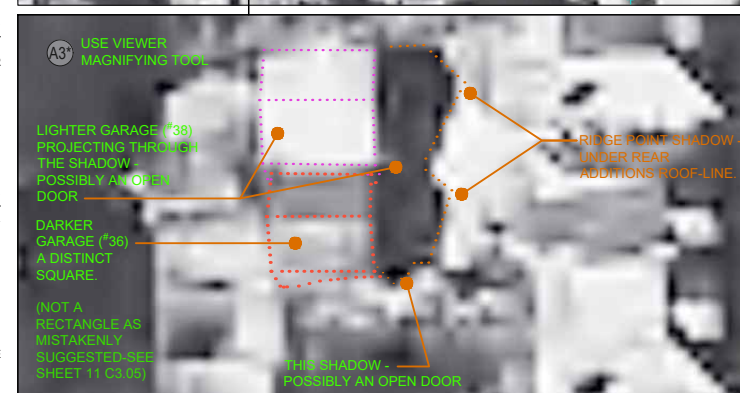 A3*
USE VIEWER
MAGNIFYING TOOL
LIGHTER GARAGE (#38)
PROJECTING THROUGH
THE SHADOW -
POSSIBLY AN OPEN
DOOR
RIDGE POINT SHADOW -
UNDER REAR
ADDITIONS ROOF-LINE.
DARKER
GARAGE (#36)
A DISTINCT
SQUARE.
(NOT A
RECTANGLE AS
MISTAKENLY
SUGGESTED-SEE
SHEET 11 C3.05)
THIS SHADOW -
POSSIBLY AN OPEN DOOR